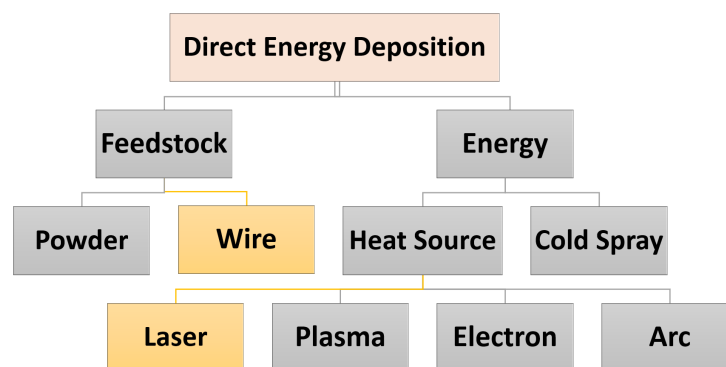 Direct Energy Deposition
Feedstock
Energy
Powder
Wire
Heat Source
Cold Spray
Laser
Plasma
Electron
Arc